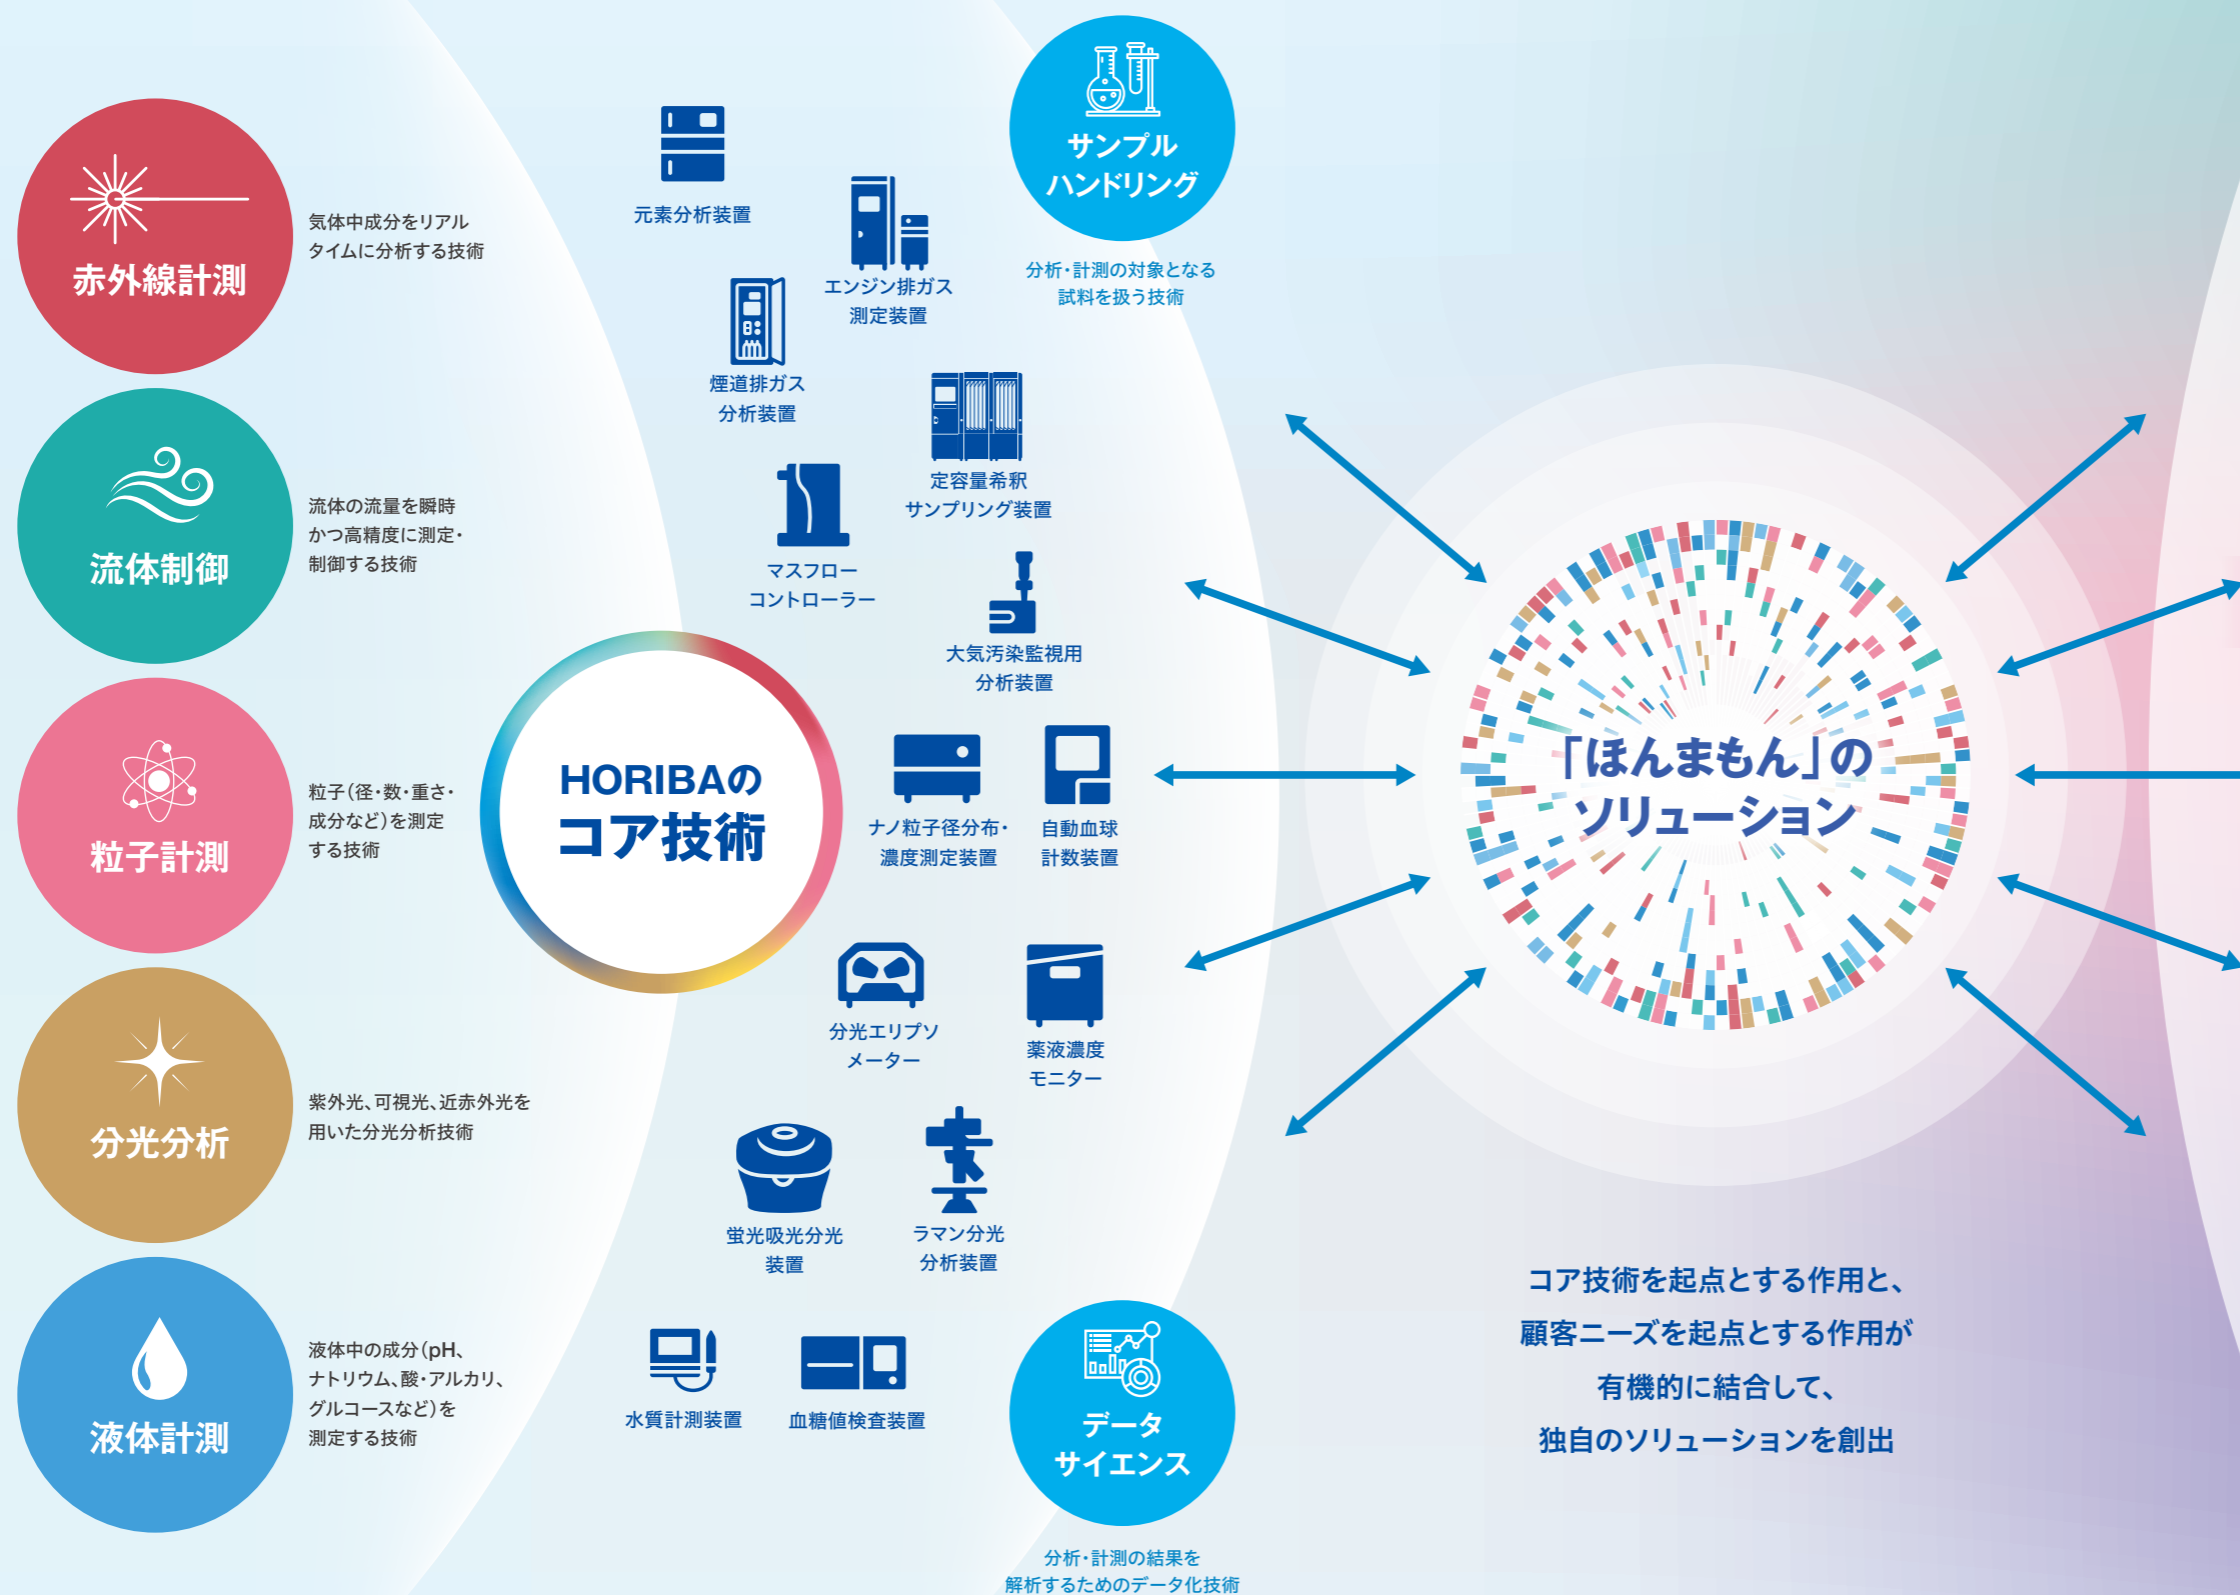 赤外線計測
気体中成分をリアル
タイムに分析する技術
流体制御
流体の流量を瞬時
かつ高精度に測定・
制御する技術
粒子計測
粒子（径・数・重さ・
成分など）を測定
する技術
分光分析
紫外光、可視光、近赤外光を
用いた分光分析技術
液体計測
液体中の成分（pH、
ナトリウム、酸・アルカリ、
グルコースなど）を
測定する技術
HORIBAの
コア技術
元素分析装置
エンジン排ガス
測定装置
煙道排ガス
分析装置
定容量希釈
サンプリング装置
マスフロー
コントローラー
大気汚染監視用
分析装置
ナノ粒子径分布・
濃度測定装置
自動血球
計数装置
分光エリプソ
メーター
薬液濃度
モニター
蛍光吸光分光
装置
ラマン分光
分析装置
水質計測装置
血糖値検査装置
サンプル
ハンドリング
分析・計測の対象となる
試料を扱う技術
データ
サイエンス
分析・計測の結果を
解析するためのデータ化技術
「ほんまもん」の
ソリューション
コア技術を起点とする作用と、
顧客ニーズを起点とする作用が
有機的に結合して、
独自のソリューションを創出